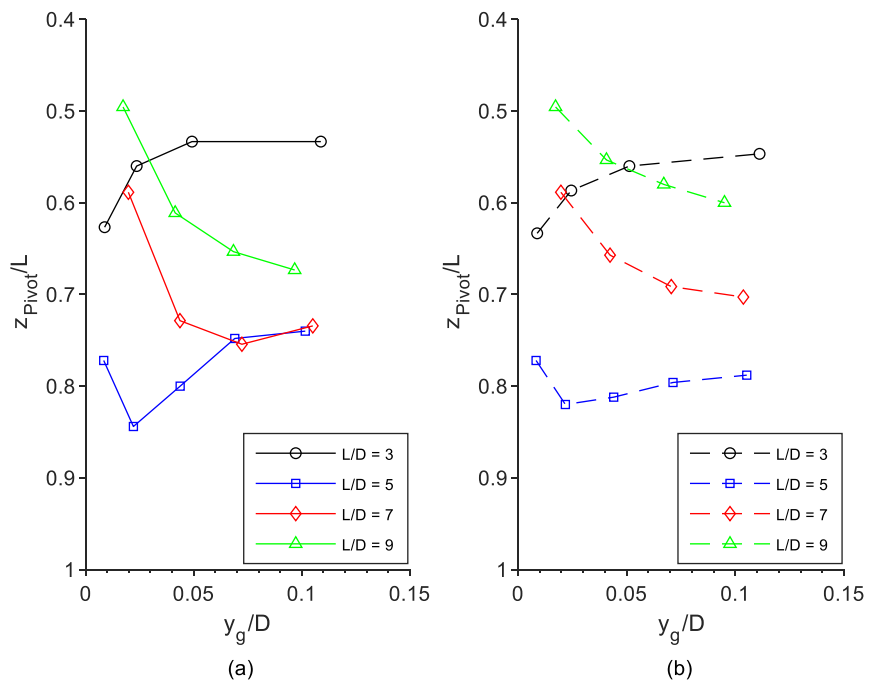 0.4
0.5
0.6
0.7
0.8
0.9
1
z_Pivot/L
0
0.05
0.1
0.15
y_g/D
L/D = 3
L/D = 5
L/D = 7
L/D = 9
(a)
0.4
0.5
0.6
0.7
0.8
0.9
1
z_Pivot/L
0
0.05
0.1
0.15
y_g/D
L/D = 3
L/D = 5
L/D = 7
L/D = 9
(b)